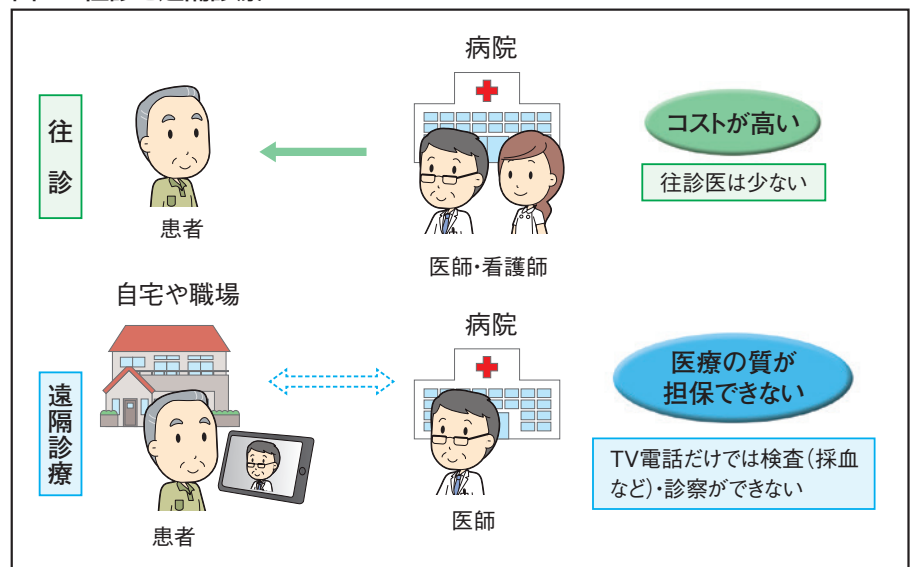 病院
往診
コストが高い
往診医は少ない
患者
医師・看護師
自宅や職場
病院
遠隔診療
医療の質が
担保できない
TV電話だけでは検査(採血
など)・診察ができない
患者
医師